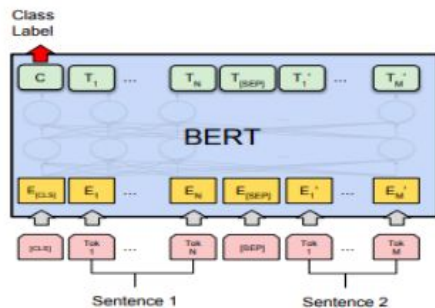 Class
Label
C T1 ... TN T[SEP] T1' ... TM'
BERT
E[CLS] E1 ... EN E[SEP] E1' ... EM'
[CLS] Tok 1 ... Tok N [SEP] Tok 1 ... Tok M
Sentence 1 Sentence 2